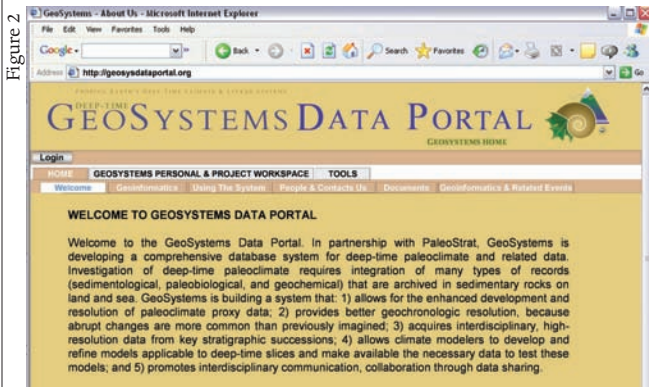 Figure 2
GeoSystems - About Us - Microsoft Internet Explorer
File Edit View Favorites Tools Help
Google
Back Search Favorites
Address http://geosysdataportal.org Go
DEEP-TIME
GEOSYSTEMS DATA PORTAL
GEOSYSTEMS HOME
Login
HOME GEOSYSTEMS PERSONAL & PROJECT WORKSPACE TOOLS
Welcome Geoinformatics Using The System People & Contacts Us Documents Geoinformatics & Related Events
WELCOME TO GEOSYSTEMS DATA PORTAL
Welcome to the GeoSystems Data Portal. In partnership with PaleoStrat, GeoSystems is
developing a comprehensive database system for deep-time paleoclimate and related data.
Investigation of deep-time paleoclimate requires integration of many types of records
(sedimentological, paleobiological, and geochemical) that are archived in sedimentary rocks on
land and sea. GeoSystems is building a system that: 1) allows for the enhanced development and
resolution of paleoclimate proxy data; 2) provides better geochronologic resolution, because
abrupt changes are more common than previously imagined; 3) acquires interdisciplinary, high-
resolution data from key stratigraphic successions; 4) allows climate modelers to develop and
refine models applicable to deep-time slices and make available the necessary data to test these
models; and 5) promotes interdisciplinary communication, collaboration through data sharing.